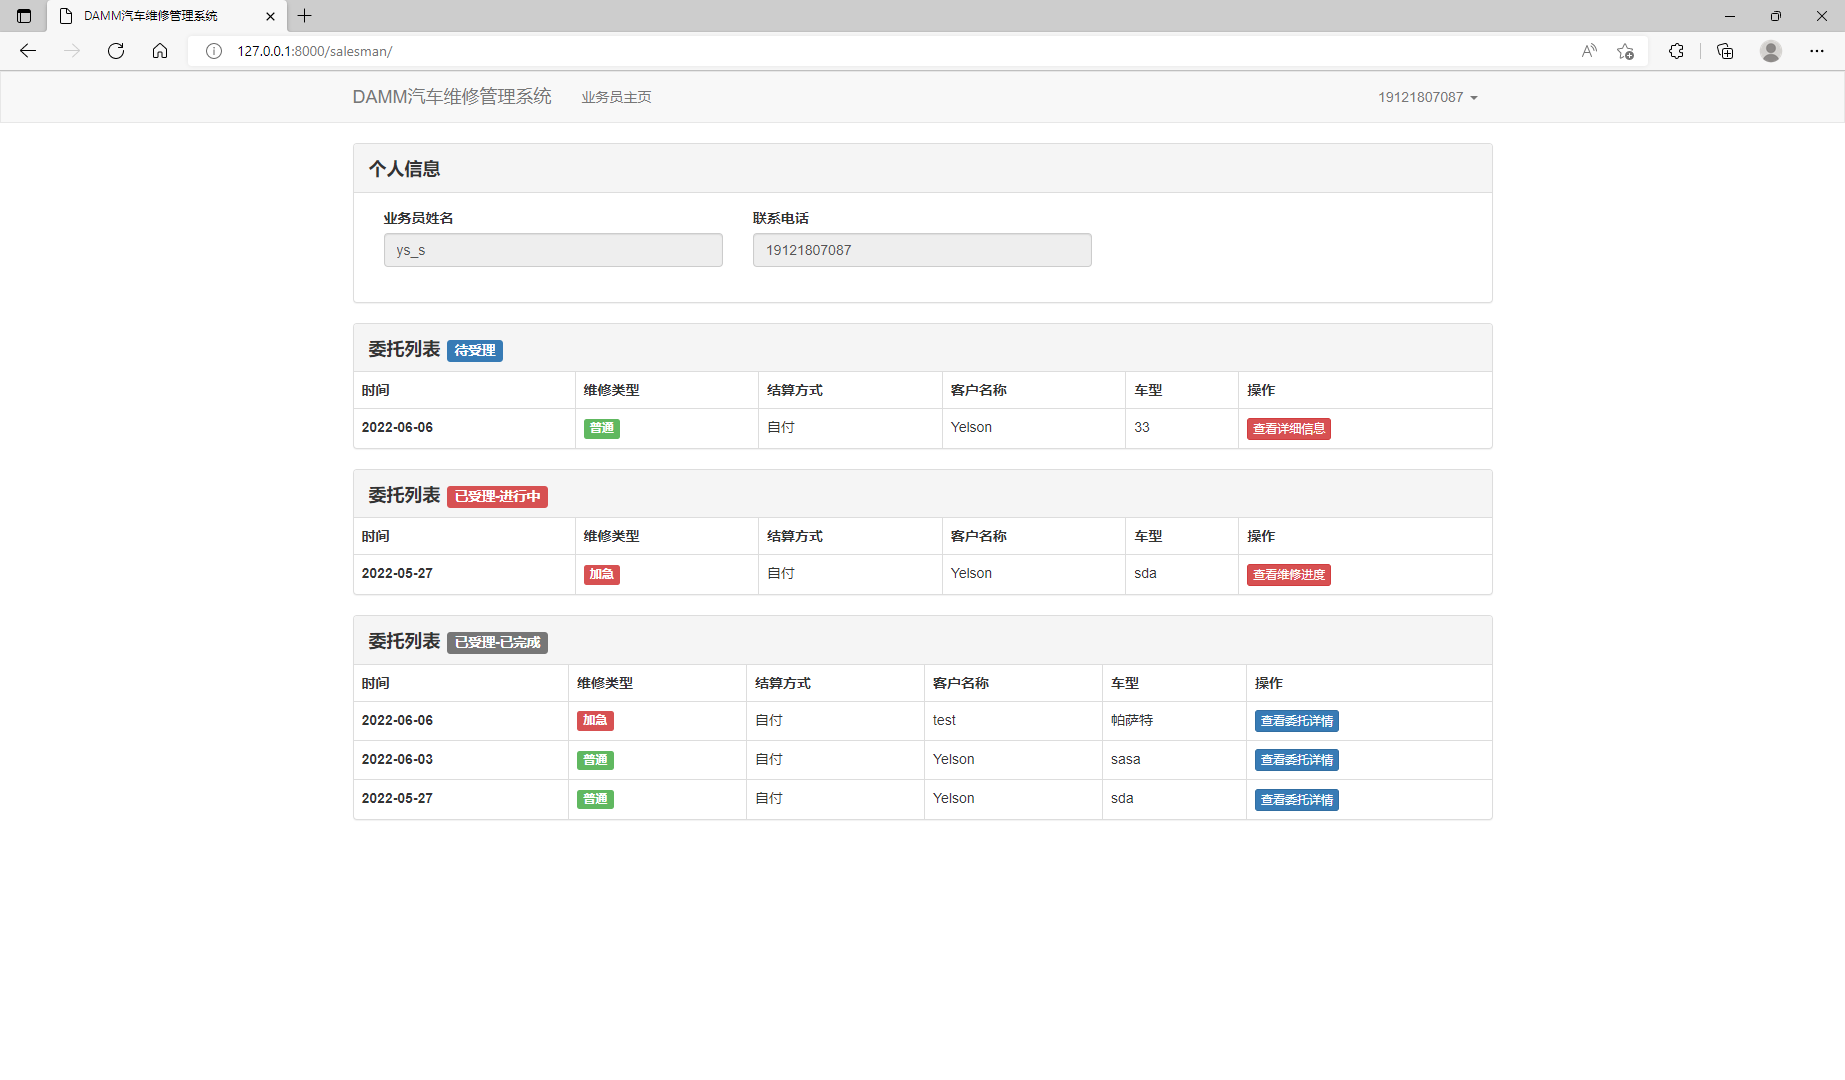 DAMM汽车维修管理系统
127.0.0.1:8000/salesman/
DAMM汽车维修管理系统 业务员主页 19121807087
个人信息
业务员姓名 联系电话
ys_s 19121807087
委托列表 待受理
时间 维修类型 结算方式 客户名称 车型 操作
2022-06-06 普通 自付 Yelson 33 查看详细信息
委托列表 已受理-进行中
时间 维修类型 结算方式 客户名称 车型 操作
2022-05-27 加急 自付 Yelson sda 查看维修进度
委托列表 已受理-已完成
时间 维修类型 结算方式 客户名称 车型 操作
2022-06-06 加急 自付 test 帕萨特 查看委托详情
2022-06-03 普通 自付 Yelson sasa 查看委托详情
2022-05-27 普通 自付 Yelson sda 查看委托详情